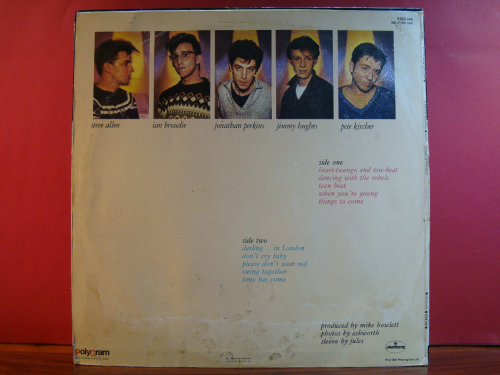 steve allen
ian broudie
jonathan perkins
jimmy hughes
pete kircher
side one
heart twango and raw beat
dancing with the rebels
teen beat
when you're young
things to come
side two
darling... in London
don't cry baby
please don't wear red
swing together
time has come
produced by mike howlett
photos by ashworth
sleeve by jules
polygram